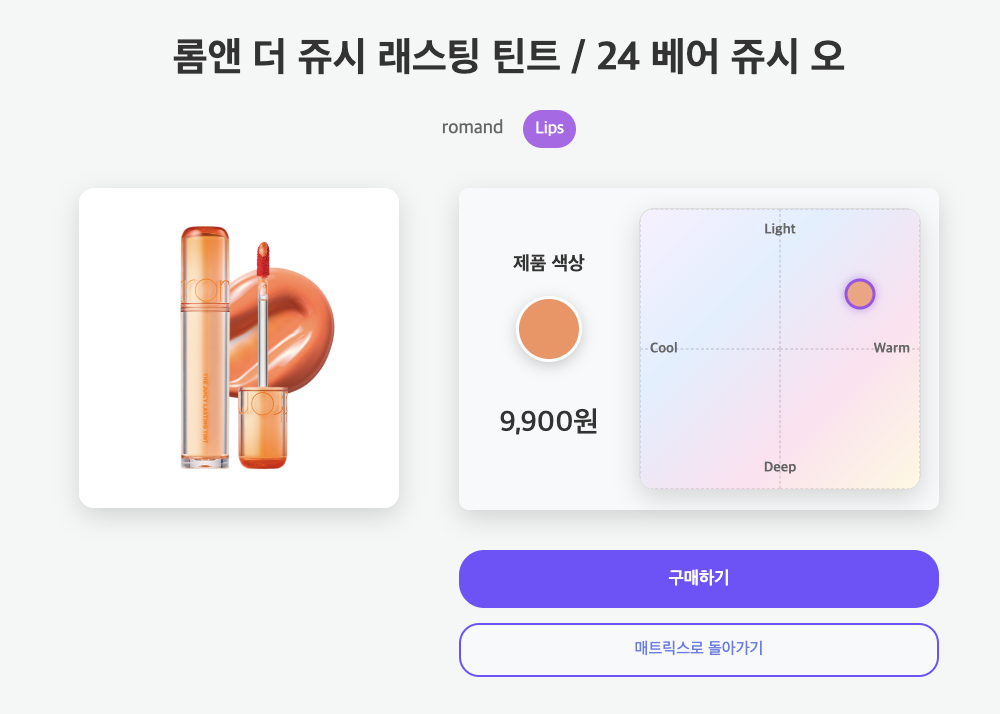 롬앤 더 쥬시 래스팅 틴트 / 24 베어 쥬시 오
romand
Lips
THE JUICY LASTING TINT
제품 색상
9,900원
Light
Cool
Warm
Deep
구매하기
매트릭스로 돌아가기